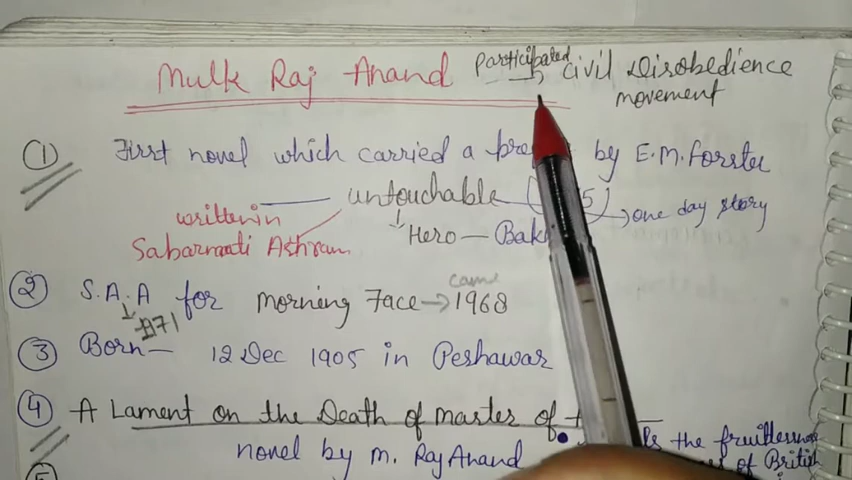 Mulk Raj Anand Participated → Civil Disobedience
movement
① First novel which carried a by E.M. Forster
untouchable ( 5) → one day story
written in
Sabarmati Ashram
Hero —
came
② S.A.A for Morning Face → 1968
1971
③ Born — 12 Dec 1905 in Peshawar
④ A Lament on the Death of Master of
the
novel by M. Raj Anand of British